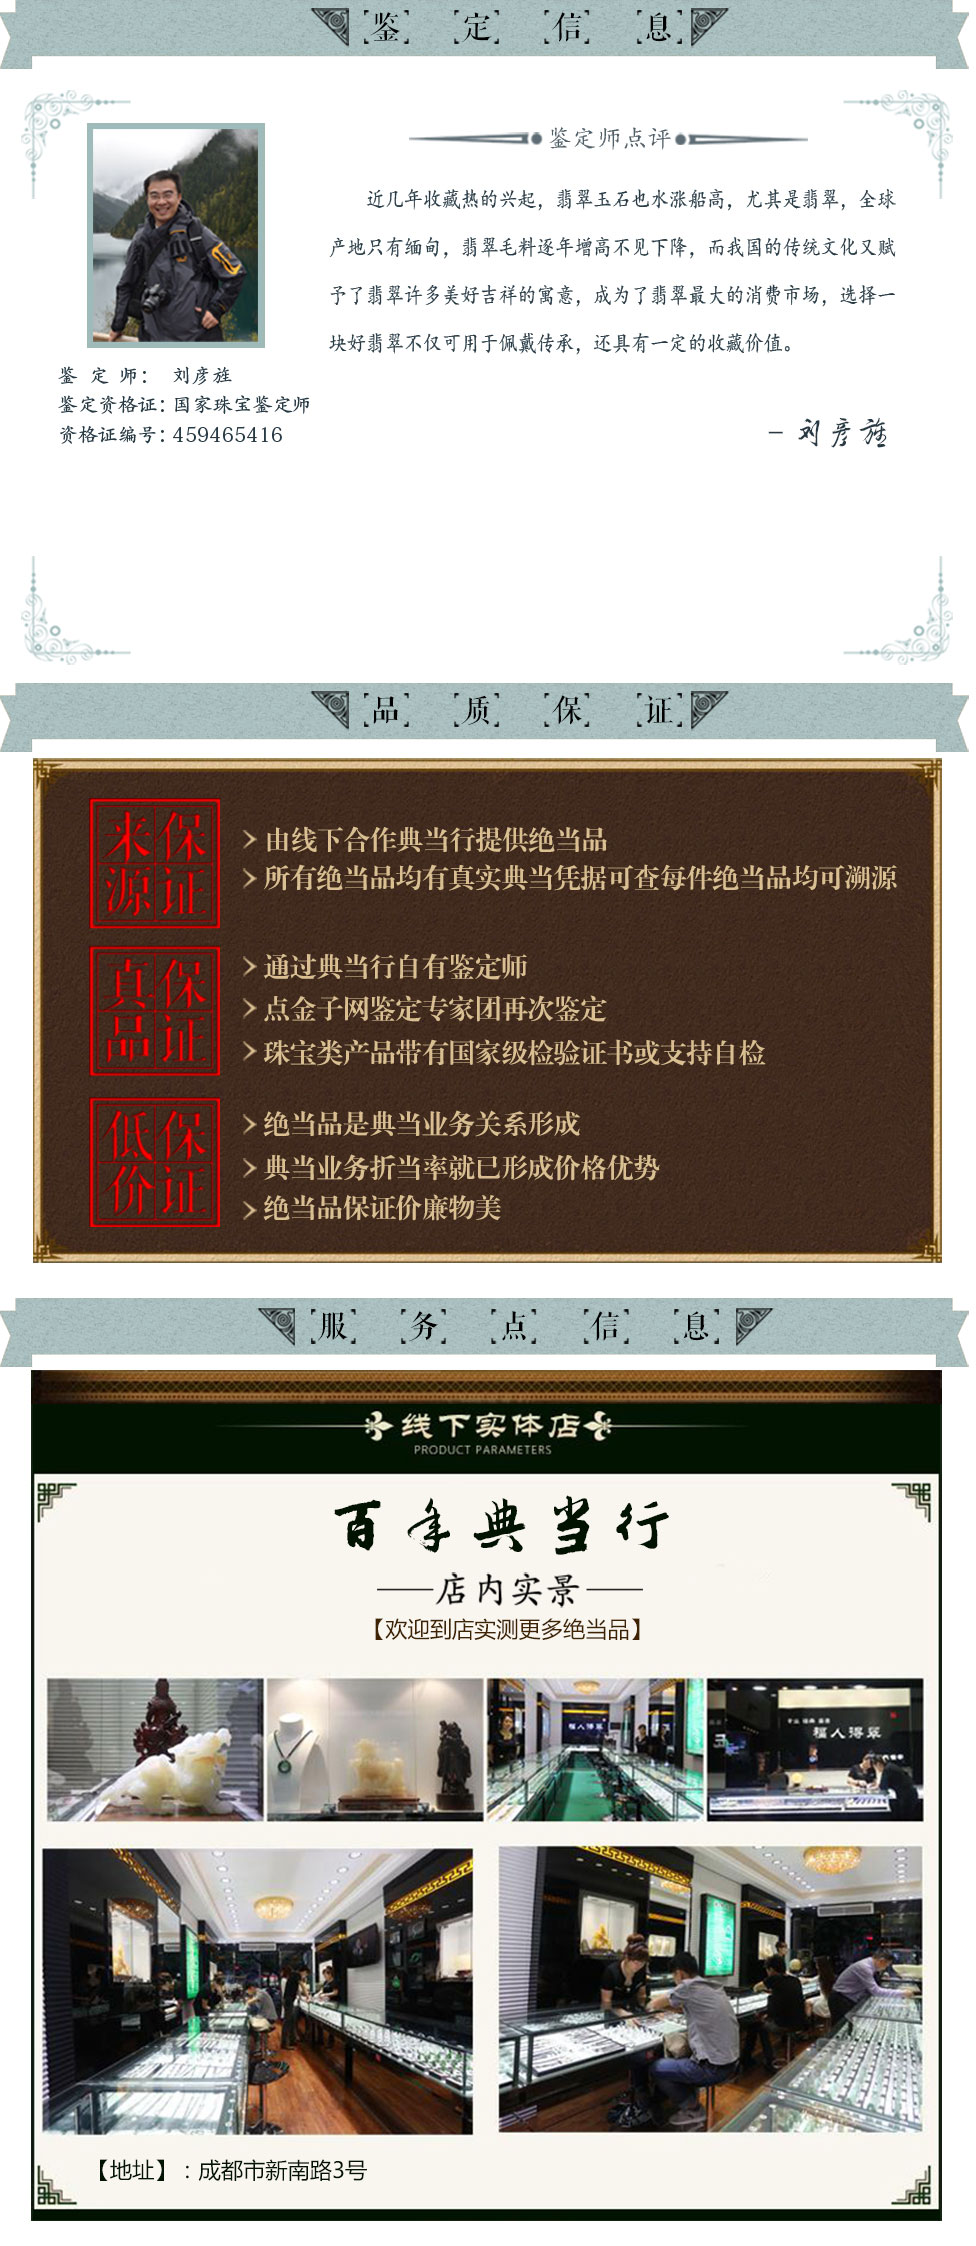 鉴定信息
鉴定师点评
近几年收藏热的兴起，翡翠玉石也水涨船高，尤其是翡翠，全球
产地只有缅甸，翡翠毛料逐年增高不见下降，而我国的传统文化又赋
予了翡翠许多美好吉祥的寓意，成为了翡翠最大的消费市场，选择一
块好翡翠不仅可用于佩戴传承，还具有一定的收藏价值。
鉴 定 师： 刘彦旌
鉴定资格证：国家珠宝鉴定师
资格证编号：459465416
- 刘彦旌
品质保证
来源保证
由线下合作典当行提供绝当品
所有绝当品均有真实典当凭据可查每件绝当品均可溯源
真品保证
通过典当行自有鉴定师
点金子网鉴定专家团再次鉴定
珠宝类产品带有国家级检验证书或支持自检
低价保证
绝当品是典当业务关系形成
典当业务折当率就已形成价格优势
绝当品保证价廉物美
服务点信息
线下实体店
PRODUCT PARAMETERS
百年典当行
店内实景
【欢迎到店实测更多绝当品】
福人得翠
福人得翠
【地址】：成都市新南路3号